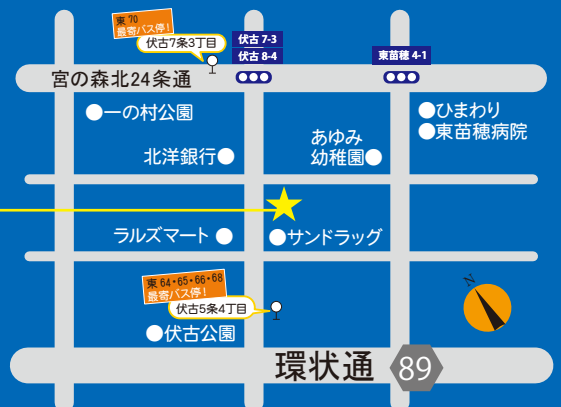 東 70
最寄バス停!
伏古7条3丁目
伏古 7-3
伏古 8-4
東苗穂 4-1
宮の森北24条通
一の村公園
ひまわり
東苗穂病院
北洋銀行
あゆみ
幼稚園
ラルズマート
サンドラッグ
東 64・65・66・68
最寄バス停!
伏古5条4丁目
伏古公園
N
環状通
89